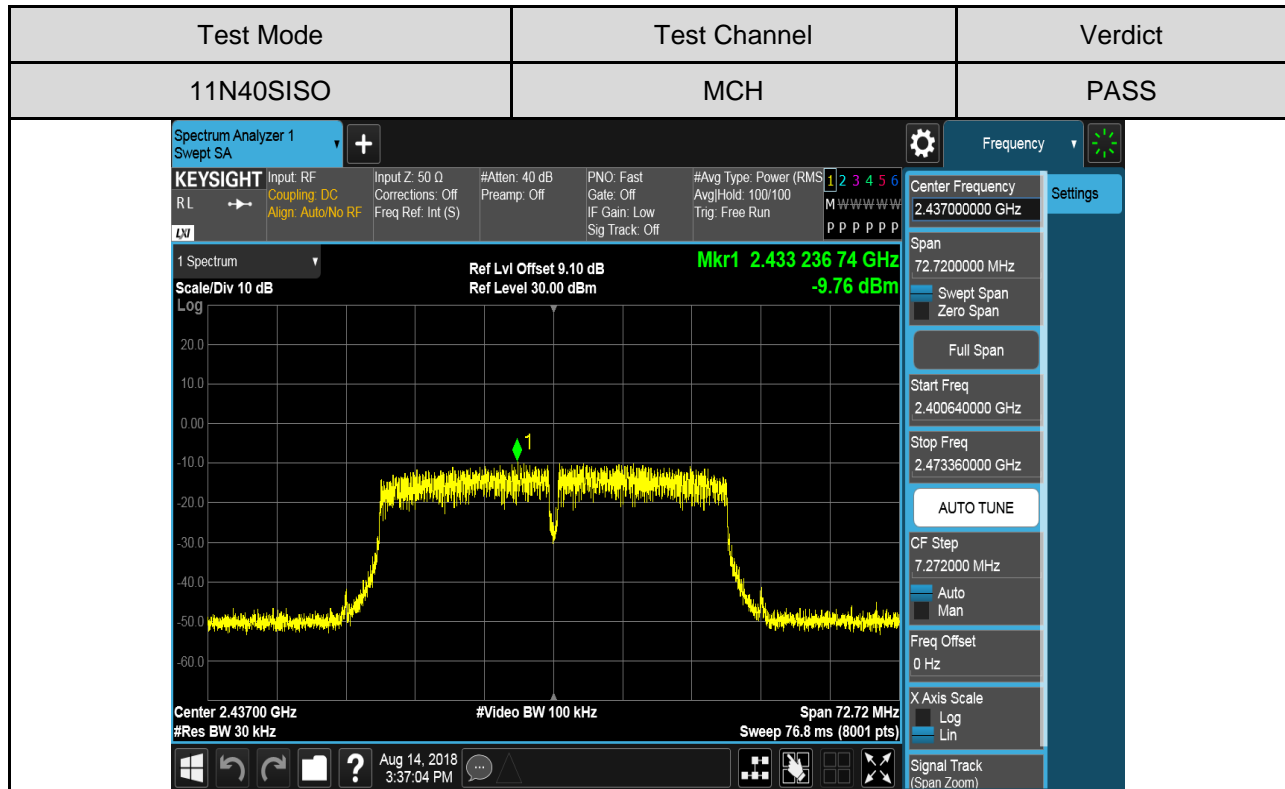 Test Mode Test Channel Verdict
11N40SISO MCH PASS
Spectrum Analyzer 1
Swept SA
+
Frequency
KEYSIGHT Input: RF Input Z: 50 Ω #Atten: 40 dB PNO: Fast #Avg Type: Power (RMS 1 2 3 4 5 6
RL Coupling: DC Corrections: Off Preamp: Off Gate: Off Avg|Hold: 100/100 M W W W W W
Align: Auto/No RF Freq Ref: Int (S) IF Gain: Low Trig: Free Run
LXI Sig Track: Off P P P P P P
1 Spectrum Ref Lvl Offset 9.10 dB Mkr1 2.433 236 74 GHz
Scale/Div 10 dB Ref Level 30.00 dBm -9.76 dBm
Log
20.0
10.0
0.00
1
-10.0
-20.0
-30.0
-40.0
-50.0
-60.0
Center 2.43700 GHz #Video BW 100 kHz Span 72.72 MHz
#Res BW 30 kHz Sweep 76.8 ms (8001 pts)
? Aug 14, 2018
3:37:04 PM
Center Frequency
2.437000000 GHz
Settings
Span
72.7200000 MHz
Swept Span
Zero Span
Full Span
Start Freq
2.400640000 GHz
Stop Freq
2.473360000 GHz
AUTO TUNE
CF Step
7.272000 MHz
Auto
Man
Freq Offset
0 Hz
X Axis Scale
Log
Lin
Signal Track
(Span Zoom)